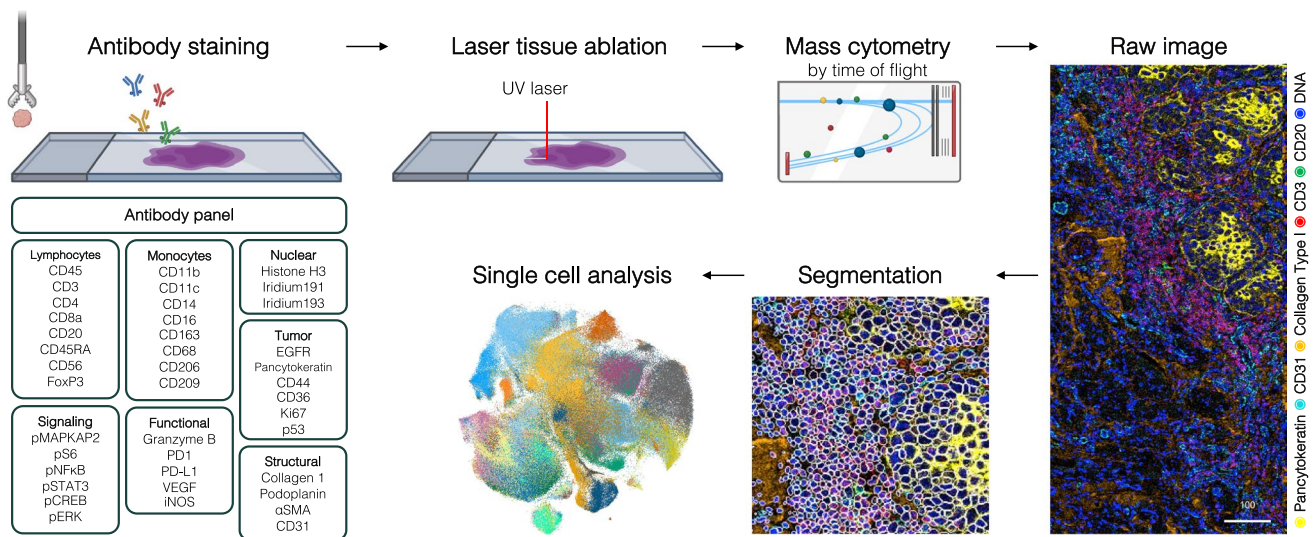 Antibody staining
Laser tissue ablation
Mass cytometry
by time of flight
Raw image
UV laser
Antibody panel
Lymphocytes
CD45
CD3
CD4
CD8a
CD20
CD45RA
CD56
FoxP3
Monocytes
CD11b
CD11c
CD14
CD16
CD163
CD68
CD206
CD209
Nuclear
Histone H3
Iridium191
Iridium193
Tumor
EGFR
Pancytokeratin
CD44
CD36
Ki67
p53
Signaling
pMAPKAP2
pS6
pNFκB
pSTAT3
pCREB
pERK
Functional
Granzyme B
PD1
PD-L1
VEGF
iNOS
Structural
Collagen 1
Podoplanin
αSMA
CD31
Single cell analysis
Segmentation
100
Pancytokeratin CD31 Collagen Type I CD3 CD20 DNA